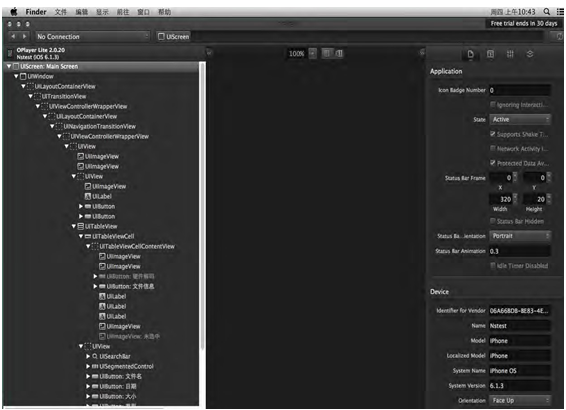 Finder 文件 编辑 显示 前往 窗口 帮助 周四 上午10:43
Free trial ends in 30 days
No Connection UIScreen
OPlayer Lite 2.0.20
Nstest (iOS 6.1.3)
100%
UIScreen: Main Screen
UIWindow
UILayoutContainerView
UITransitionView
UIViewControllerWrapperView
UILayoutContainerView
UINavigationTransitionView
UIViewControllerWrapperView
UIView
UIImageView
UIImageView
UIView
UIImageView
UILabel
UIButton
UIButton
UITableView
UITableViewCell
UITableViewCellContentView
UIImageView
UIImageView
UIButton: 硬件解码
UIButton: 文件信息
UILabel
UILabel
UILabel
UIImageView
UIImageView: 未选中
UIView
UISearchBar
UISegmentedControl
UIButton: 文件名
UIButton: 日期
UIButton: 大小
Application
Icon Badge Number 0
Ignoring Interacti...
State Active
Supports Shake T...
Network Activity I...
Protected Data Av...
Status Bar Frame 0 0
X Y
320 20
Width Height
Status Bar Hidden
Status Ba...ientation Portrait
Status Bar Animation 0.3
Idle Timer Disabled
Device
Identifier for Vendor 06A66BDB-BE83-4E...
Name Nstest
Model iPhone
Localized Model iPhone
System Name iPhone OS
System Version 6.1.3
Orientation Face Up